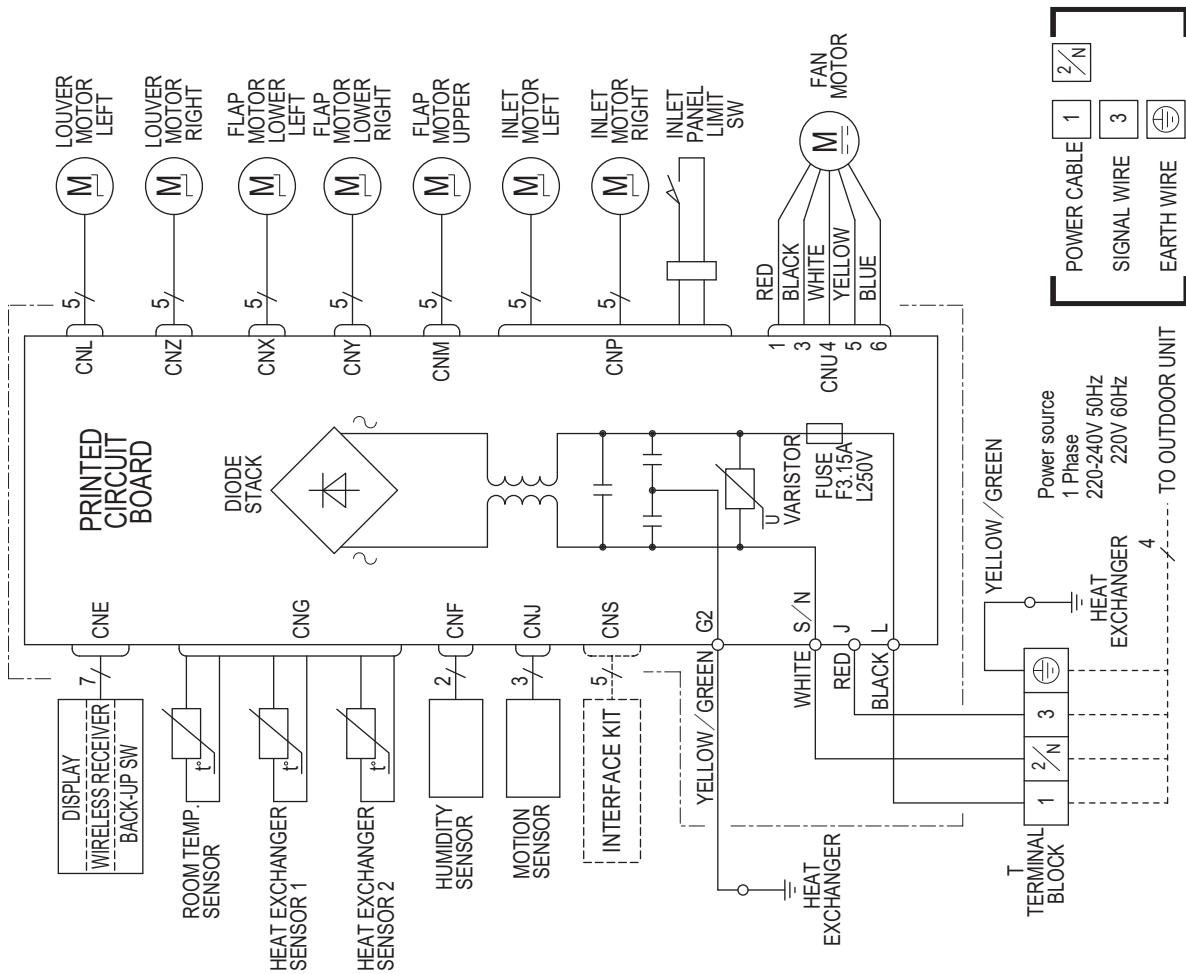 LOUVER
MOTOR
LEFT
LOUVER
MOTOR
RIGHT
FLAP
MOTOR
LOWER
LEFT
FLAP
MOTOR
LOWER
RIGHT
FLAP
MOTOR
UPPER
INLET
MOTOR
LEFT
INLET
MOTOR
RIGHT
INLET
PANEL
LIMIT
SW
FAN
MOTOR
M
M
M
M
M
M
M
M
5
5
5
5
5
5
5
RED
BLACK
WHITE
YELLOW
BLUE
CNL
CNZ
CNX
CNY
CNM
CNP
CNU
1
3
4
5
6
PRINTED
CIRCUIT
BOARD
DIODE
STACK
U
VARISTOR
FUSE
F3.15A
L250V
CNE
CNG
CNF
CNJ
CNS
G2
S/N
J
L
7
2
3
5
YELLOW/GREEN
WHITE
RED
BLACK
DISPLAY
WIRELESS RECEIVER
BACK-UP SW
ROOM TEMP.
SENSOR
t°
HEAT EXCHANGER
SENSOR 1
t°
HEAT EXCHANGER
SENSOR 2
t°
HUMIDITY
SENSOR
MOTION
SENSOR
INTERFACE KIT
HEAT
EXCHANGER
T
TERMINAL
BLOCK
1
2/N
3
YELLOW/GREEN
HEAT
EXCHANGER
4
TO OUTDOOR UNIT
Power source
1 Phase
220-240V 50Hz
220V 60Hz
POWER CABLE 1 2/N
SIGNAL WIRE 3
EARTH WIRE